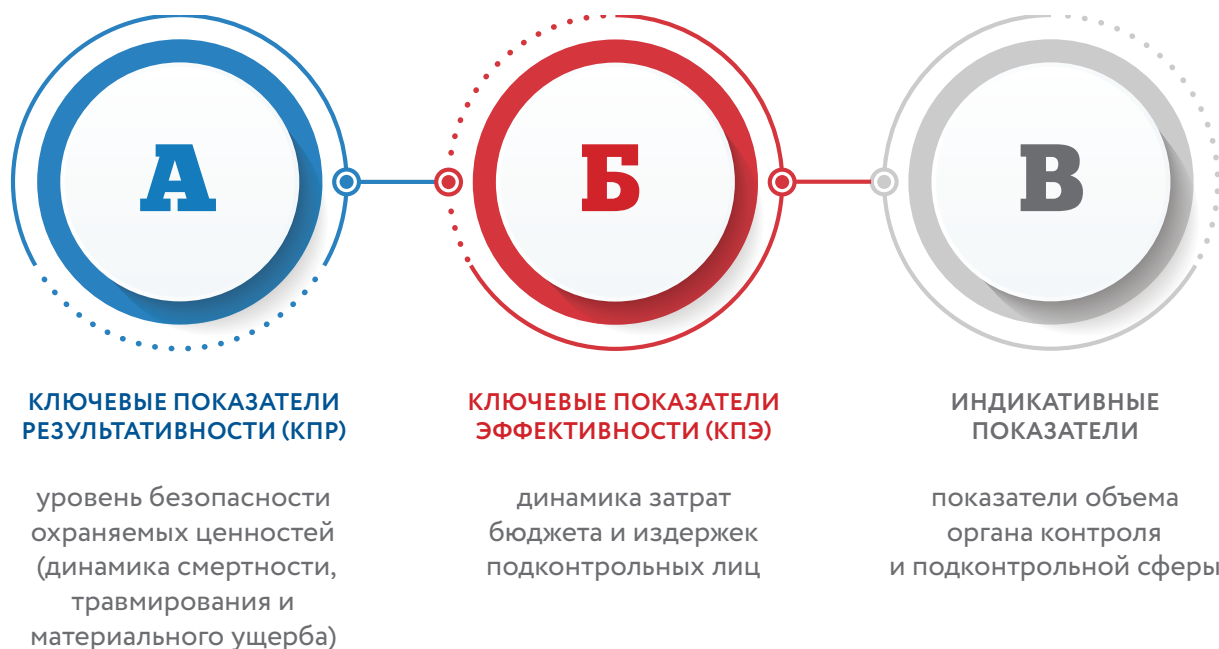 А
Б
В
КЛЮЧЕВЫЕ ПОКАЗАТЕЛИ
РЕЗУЛЬТАТИВНОСТИ (КПР)
уровень безопасности
охраняемых ценностей
(динамика смертности,
травмирования и
материального ущерба)
КЛЮЧЕВЫЕ ПОКАЗАТЕЛИ
ЭФФЕКТИВНОСТИ (КПЭ)
динамика затрат
бюджета и издержек
подконтрольных лиц
ИНДИКАТИВНЫЕ
ПОКАЗАТЕЛИ
показатели объема
органа контроля
и подконтрольной сферы